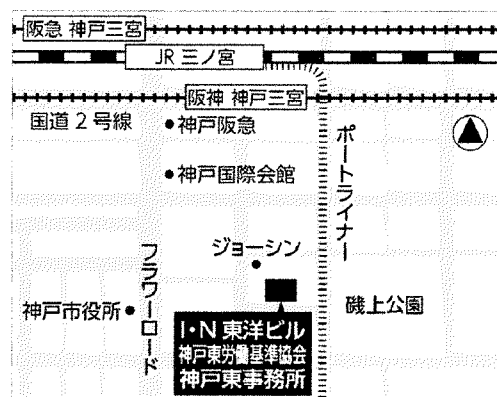 阪急 神戸三宮
JR 三ノ宮
阪神 神戸三宮
国道2号線
●神戸阪急
●神戸国際会館
ポートライナー
ジョーシン
フラワーロード
神戸市役所●
磯上公園
I・N 東洋ビル
神戸東労働基準協会
神戸東事務所